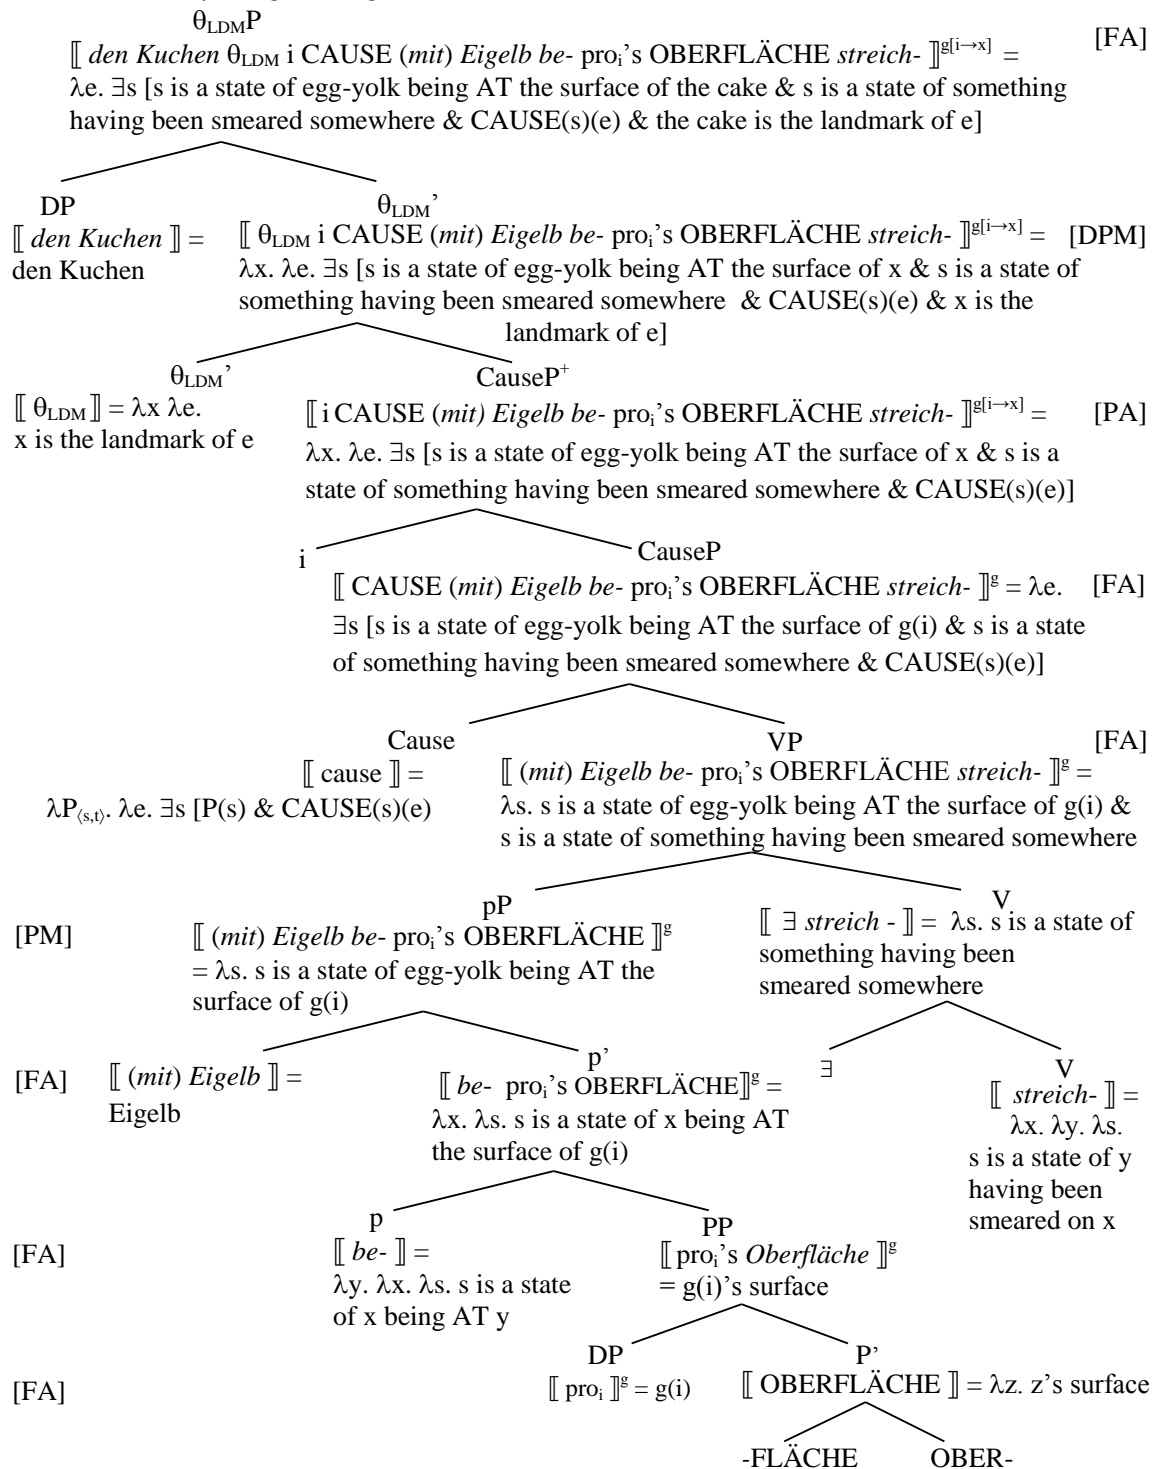 θLDMP
⟦ den Kuchen θLDM i CAUSE (mit) Eigelb be- proi's OBERFLÄCHE streich- ⟧g[i→x] = [FA]
λe. ∃s [s is a state of egg-yolk being AT the surface of the cake & s is a state of something
having been smeared somewhere & CAUSE(s)(e) & the cake is the landmark of e]
DP θLDM’
⟦ den Kuchen ⟧ = ⟦ θLDM i CAUSE (mit) Eigelb be- proi's OBERFLÄCHE streich- ⟧g[i→x] = [DPM]
den Kuchen λx. λe. ∃s [s is a state of egg-yolk being AT the surface of x & s is a state of
something having been smeared somewhere & CAUSE(s)(e) & x is the
landmark of e]
θLDM’ CauseP+
⟦ θLDM ⟧ = λx λe. ⟦ i CAUSE (mit) Eigelb be- proi's OBERFLÄCHE streich- ⟧g[i→x] = [PA]
x is the landmark of e λx. λe. ∃s [s is a state of egg-yolk being AT the surface of x & s is a
state of something having been smeared somewhere & CAUSE(s)(e)]
i CauseP
⟦ CAUSE (mit) Eigelb be- proi's OBERFLÄCHE streich- ⟧g = λe. [FA]
∃s [s is a state of egg-yolk being AT the surface of g(i) & s is a state
of something having been smeared somewhere & CAUSE(s)(e)]
Cause VP [FA]
⟦ cause ⟧ = ⟦ (mit) Eigelb be- proi's OBERFLÄCHE streich- ⟧g =
λP⟨s,t⟩. λe. ∃s [P(s) & CAUSE(s)(e) λs. s is a state of egg-yolk being AT the surface of g(i) &
s is a state of something having been smeared somewhere
pP V
[PM] ⟦ (mit) Eigelb be- proi's OBERFLÄCHE ⟧g ⟦ ∃ streich - ⟧ = λs. s is a state of
= λs. s is a state of egg-yolk being AT the something having been
surface of g(i) smeared somewhere
p’ ∃ V
[FA] ⟦ (mit) Eigelb ⟧ = ⟦ be- proi's OBERFLÄCHE⟧g = ⟦ streich- ⟧ =
Eigelb λx. λs. s is a state of x being AT λx. λy. λs.
the surface of g(i) s is a state of y
having been
smeared on x
p PP
[FA] ⟦ be- ⟧ = ⟦ proi's Oberfläche ⟧g
λy. λx. λs. s is a state = g(i)'s surface
of x being AT y
DP P’
[FA] ⟦ proi ⟧g = g(i) ⟦ OBERFLÄCHE ⟧ = λz. z's surface
-FLÄCHE OBER-